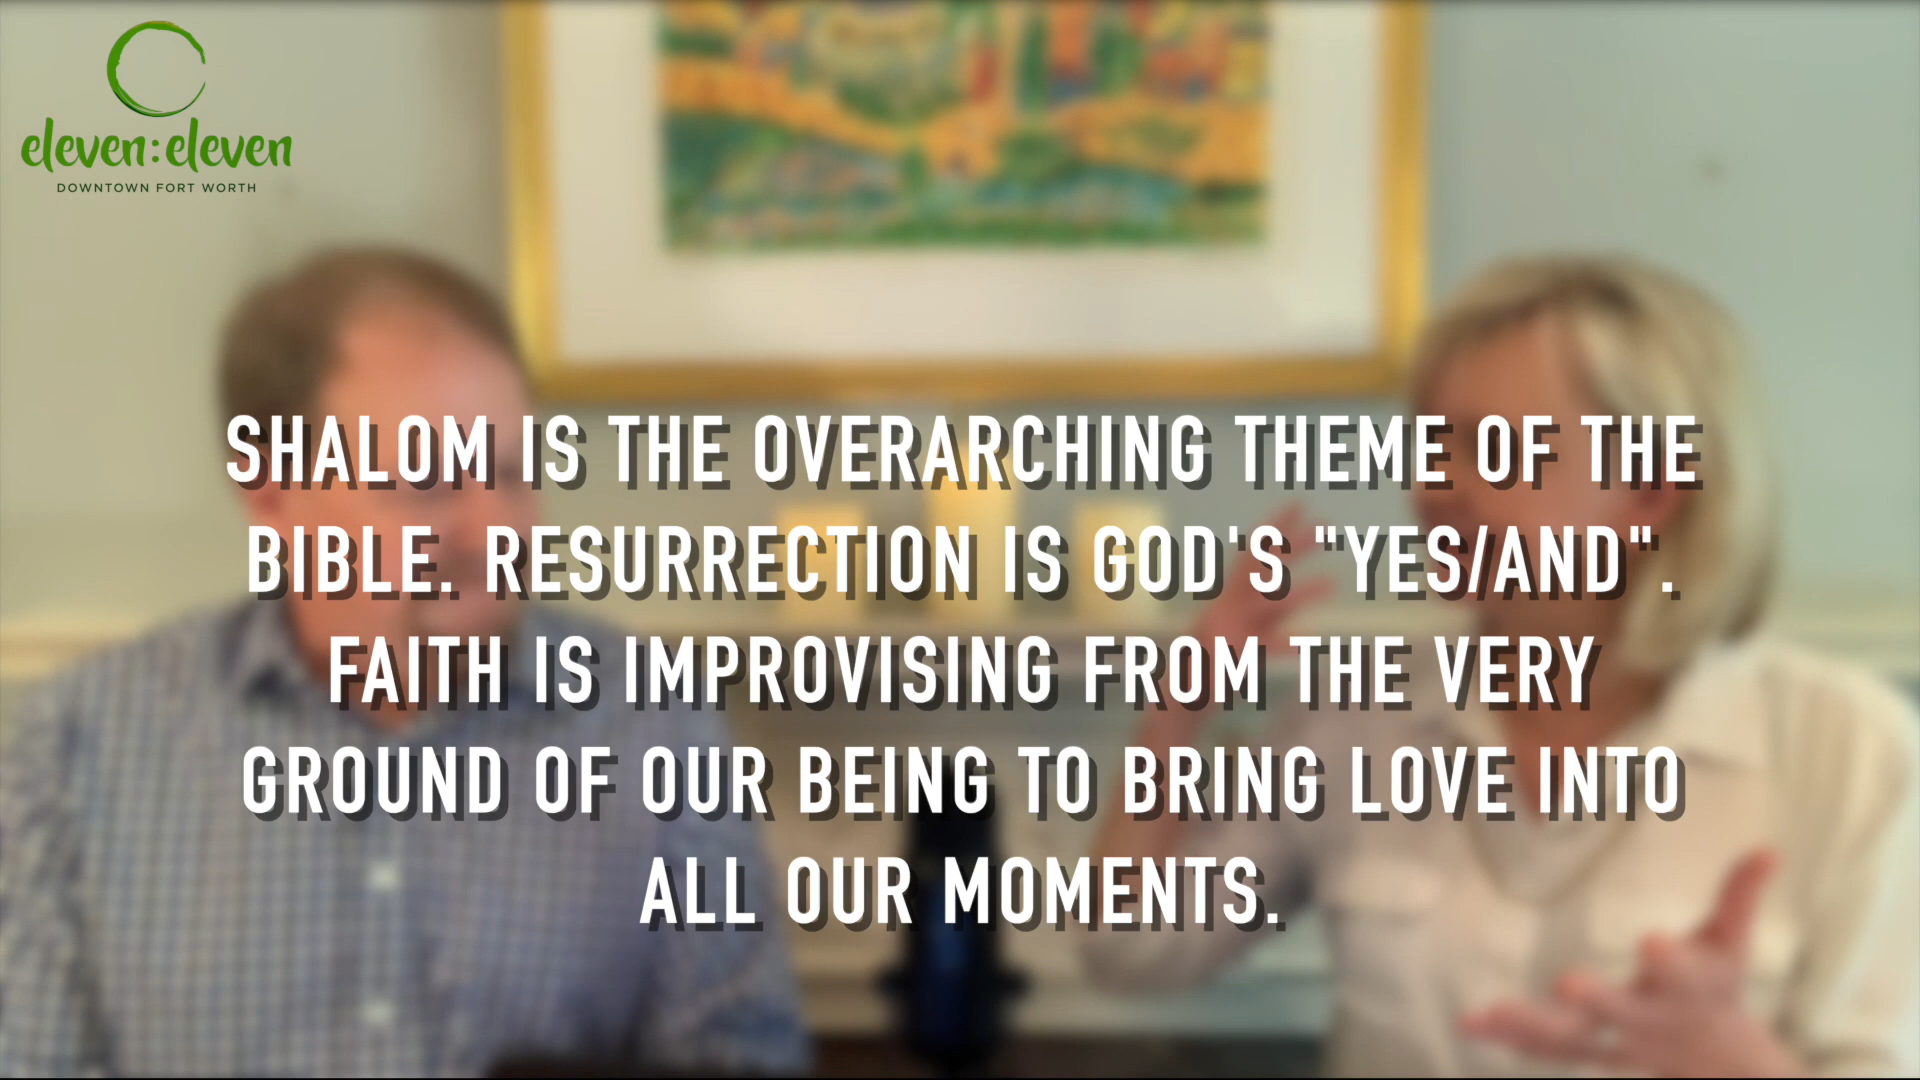 eleven:eleven
DOWNTOWN FORT WORTH
SHALOM IS THE OVERARCHING THEME OF THE
BIBLE. RESURRECTION IS GOD'S "YES/AND".
FAITH IS IMPROVISING FROM THE VERY
GROUND OF OUR BEING TO BRING LOVE INTO
ALL OUR MOMENTS.